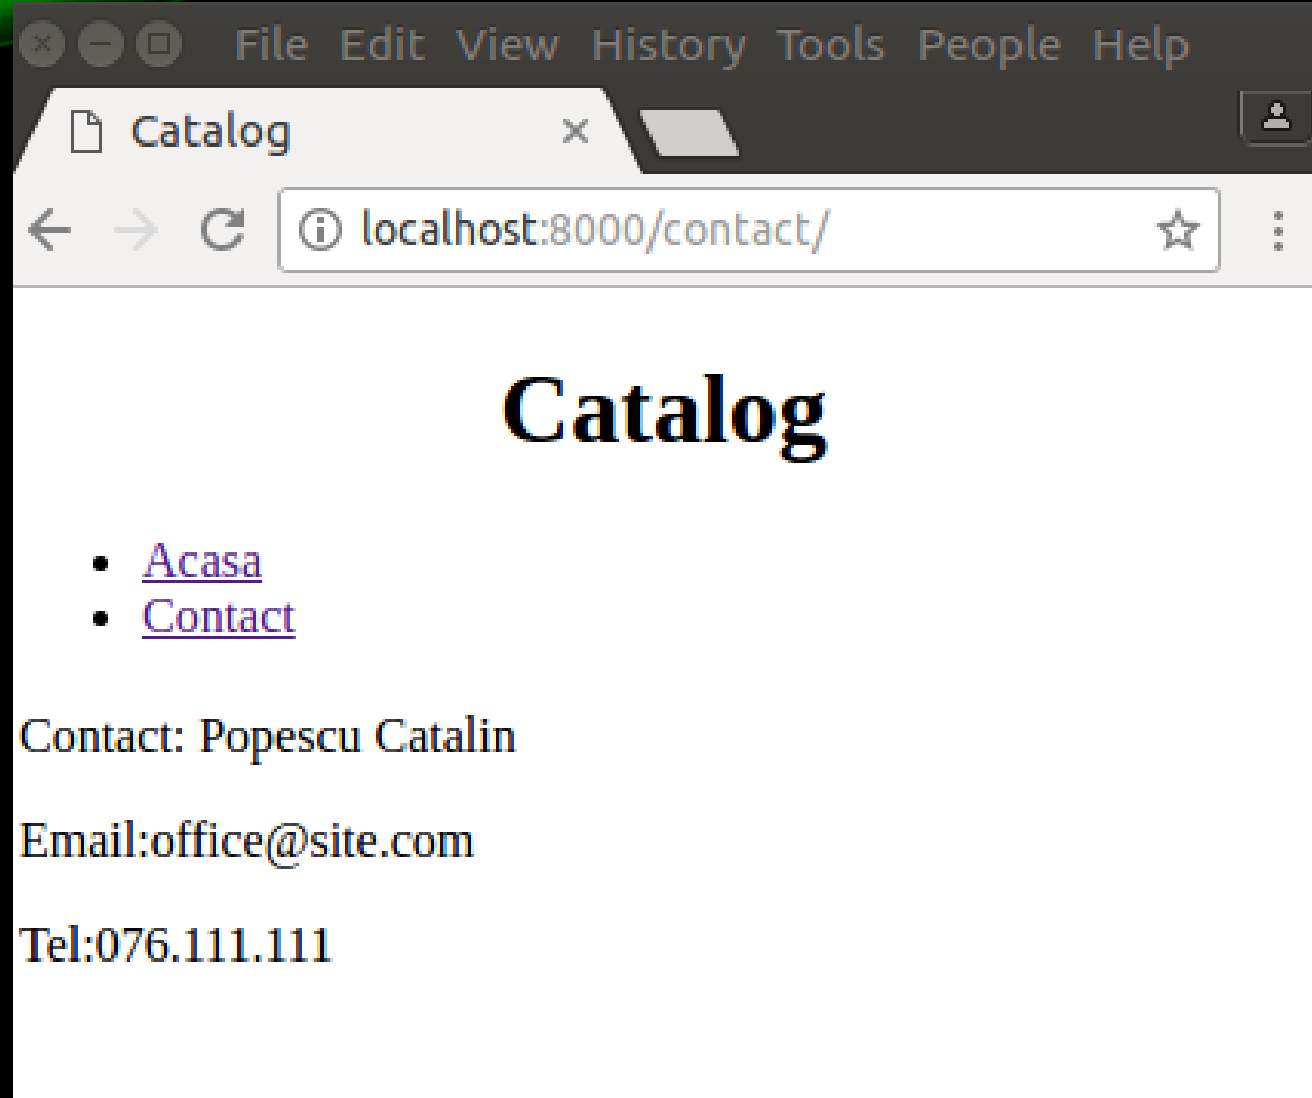 File Edit View History Tools People Help
Catalog
localhost:8000/contact/
Catalog
Acasa
Contact
Contact: Popescu Catalin
Email:office@site.com
Tel:076.111.111